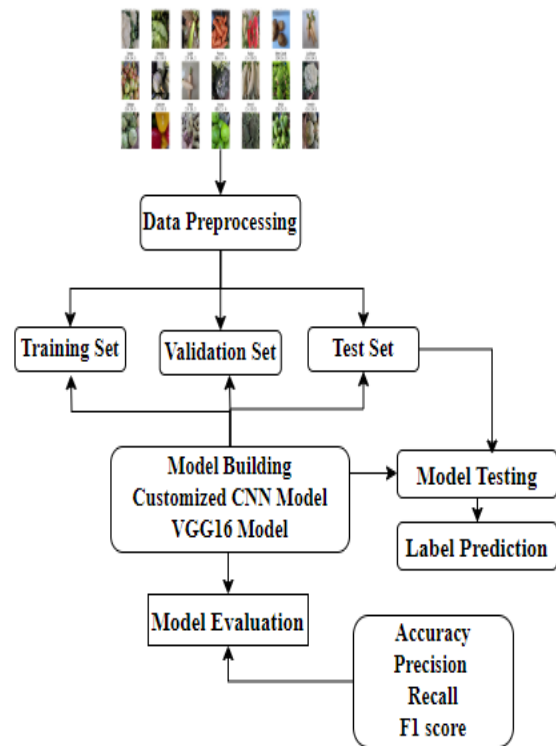 Data Preprocessing
Training Set
Validation Set
Test Set
Model Building
Customized CNN Model
VGG16 Model
Model Testing
Label Prediction
Model Evaluation
Accuracy
Precision
Recall
F1 score